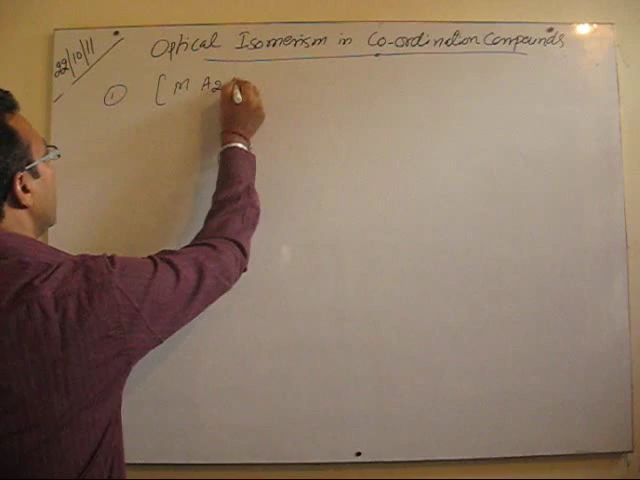 22/10/11
Optical Isomerism in Co-ordination Compounds
① [ M A2